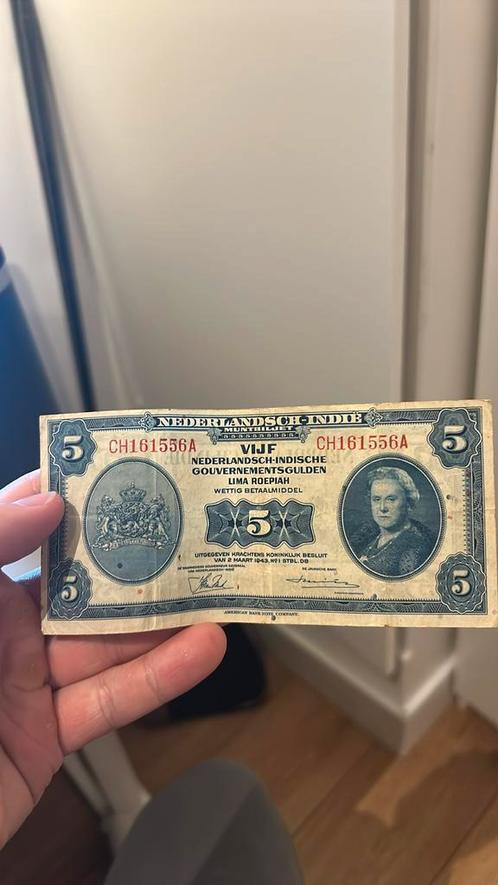 NEDERLANDSCH-INDIË
MUNTBILJET
5 5
CH161556A CH161556A
VIJF
NEDERLANDSCH-INDISCHE
GOUVERNEMENTSGULDEN
LIMA ROEPIAH
WETTIG BETAALMIDDEL
5
UITGEGEVEN KRACHTENS KONINKLIJK BESLUIT
VAN 2 MAART 1943, Nº1 STBL. D8
5 5
AMERICAN BANK NOTE COMPANY.